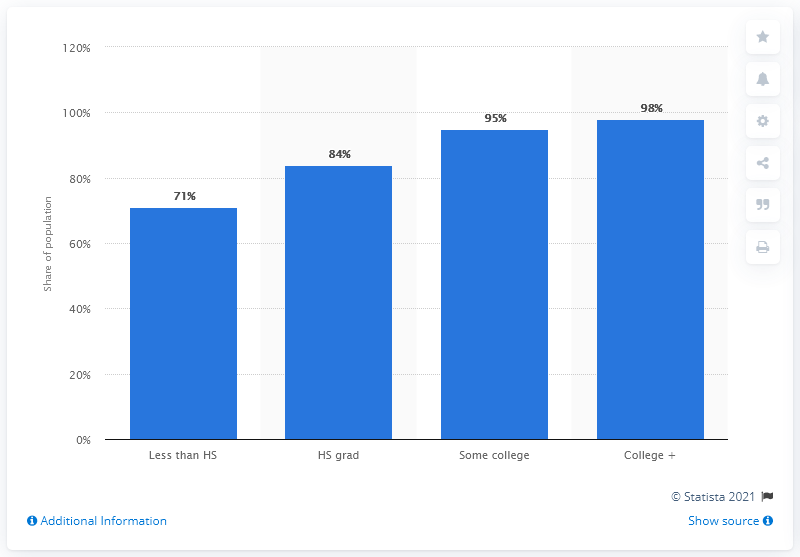 120%
100%
80%
60%
40%
20%
0%
Share of population
71%
84%
95%
98%
Less than HS
HS grad
Some college
College +
© Statista 2021
Additional Information
Show source